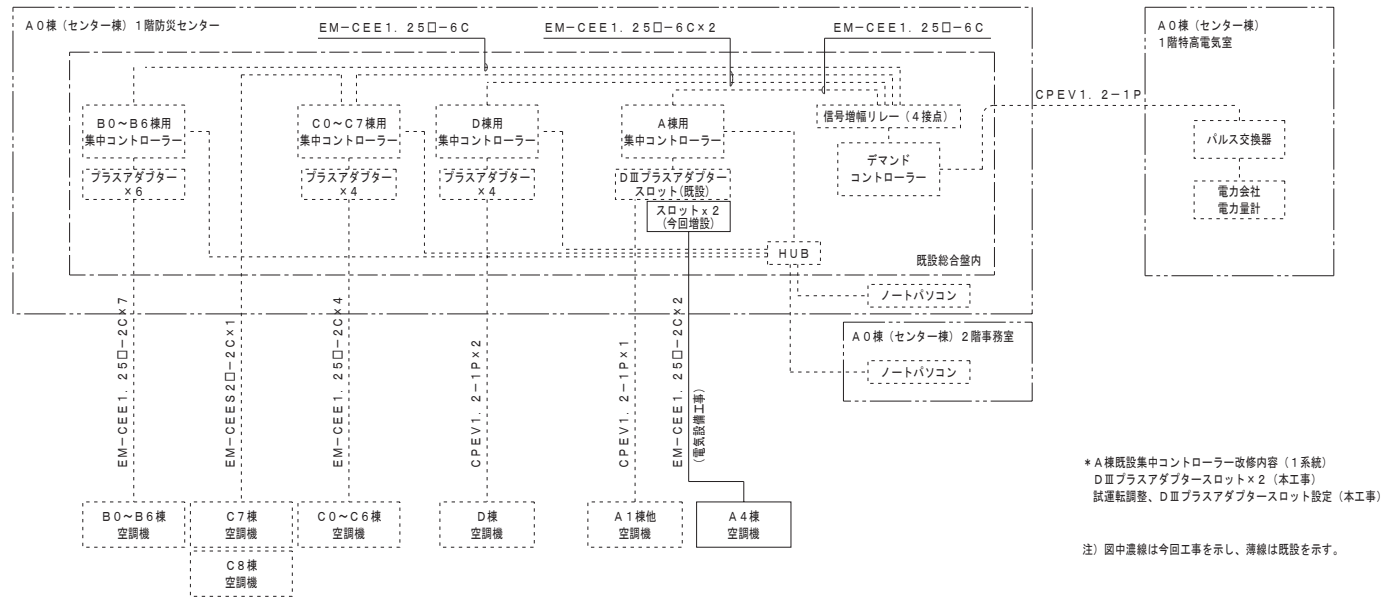 A0棟（センター棟）1階防災センター
EM−CEE1．25□−6C
EM−CEE1．25□−6C×2
EM−CEE1．25□−6C
A0棟（センター棟）
1階特高電気室
CPEV1．2−1P
B0～B6棟用
集中コントローラー
C0～C7棟用
集中コントローラー
D棟用
集中コントローラー
A棟用
集中コントローラー
信号増幅リレー（4接点）
デマンド
コントローラー
パルス交換器
電力会社
電力量計
プラスアダプター
×6
プラスアダプター
×4
プラスアダプター
×4
DⅢプラスアダプター
スロット(既設)
スロットx2
(今回増設)
HUB
既設総合盤内
ノートパソコン
A0棟（センター棟）2階事務室
ノートパソコン
EM−CEE1．25□−2C×7
EM−CEES2□−2C×1
EM−CEE1．25□−2C×4
CPEV1．2−1P×2
CPEV1．2−1P×1
EM−CEE1．25□−2C×2
(電気設備工事)
B0～B6棟
空調機
C7棟
空調機
C8棟
空調機
C0～C6棟
空調機
D棟
空調機
A1棟他
空調機
A4棟
空調機
＊A棟既設集中コントローラー改修内容（1系統）
DⅢプラスアダプタースロット×2（本工事）
試運転調整、DⅢプラスアダプタースロット設定（本工事）
注）図中濃線は今回工事を示し、薄線は既設を示す。